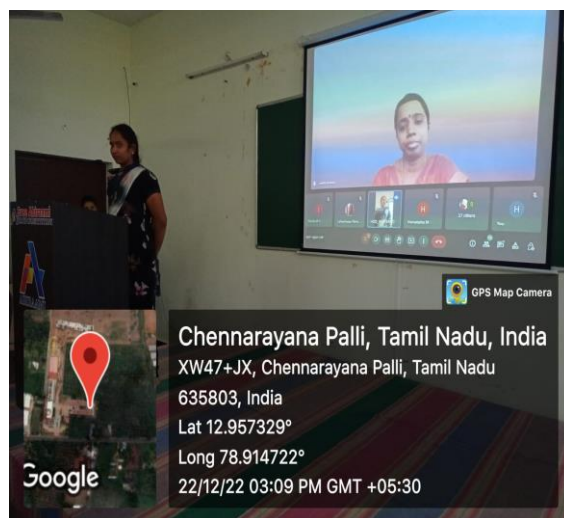 GPS Map Camera
Chennarayana Palli, Tamil Nadu, India
XW47+JX, Chennarayana Palli, Tamil Nadu
635803, India
Lat 12.957329°
Long 78.914722°
22/12/22 03:09 PM GMT +05:30
Google